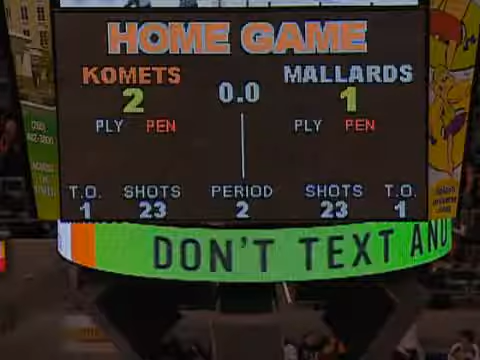 HOME GAME
KOMETS 0.0 MALLARDS
2 1
PLY PEN PLY PEN
T.O. SHOTS PERIOD SHOTS T.O.
1 23 2 23 1
DON'T TEXT AND